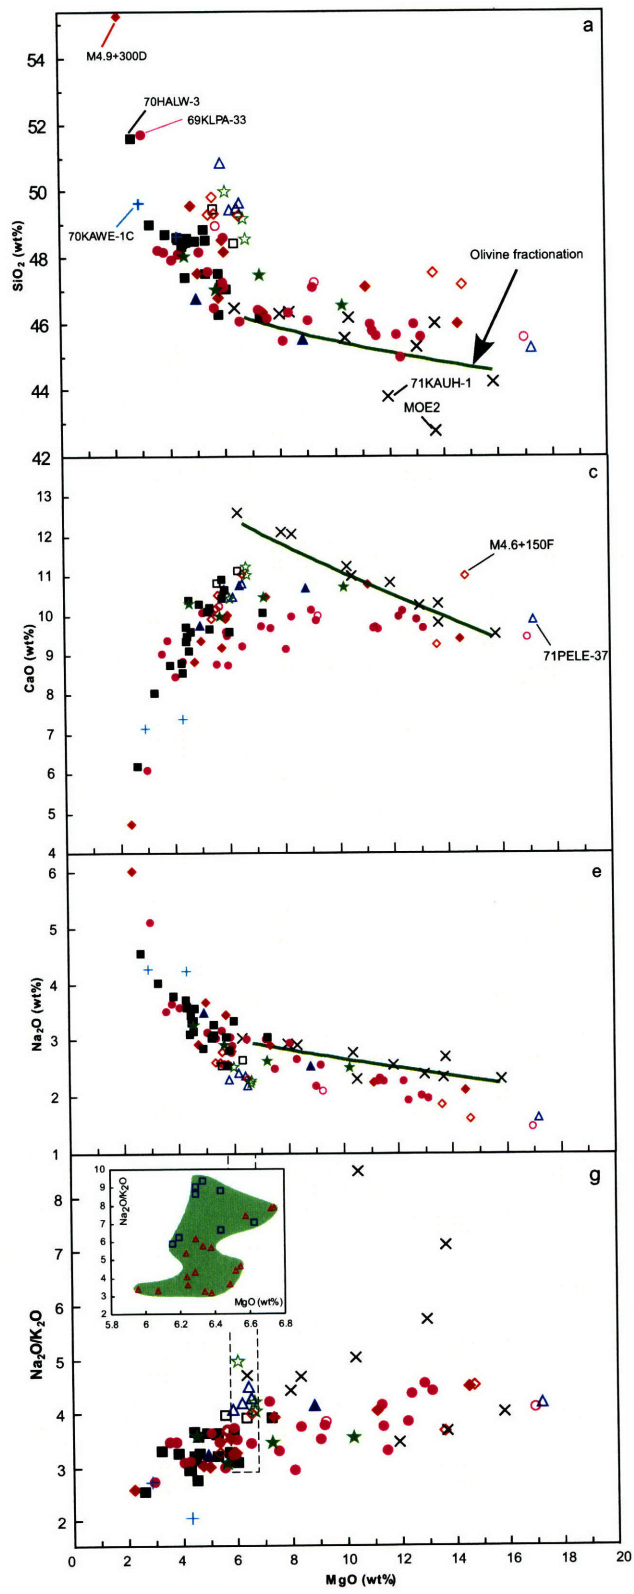 a
54
M4.9+300D
70HALW-3
69KLPA-33
52
50
70KAWE-1C
48
SiO2 (wt%)
Olivine fractionation
46
71KAUH-1
44
MOE2
42
c
13
12
M4.6+150F
11
10
9
71PELE-37
CaO (wt%)
8
7
6
5
4
e
6
5
4
Na2O (wt%)
3
2
1
g
10
9
8
7
6
5
4
3
2
Na2O/K2O
MgO (wt%)
5.8 6 6.2 6.4 6.6 6.8
8
7
6
5
4
3
2
Na2O/K2O
0 2 4 6 8 10 12 14 16 18 20
MgO (wt%)